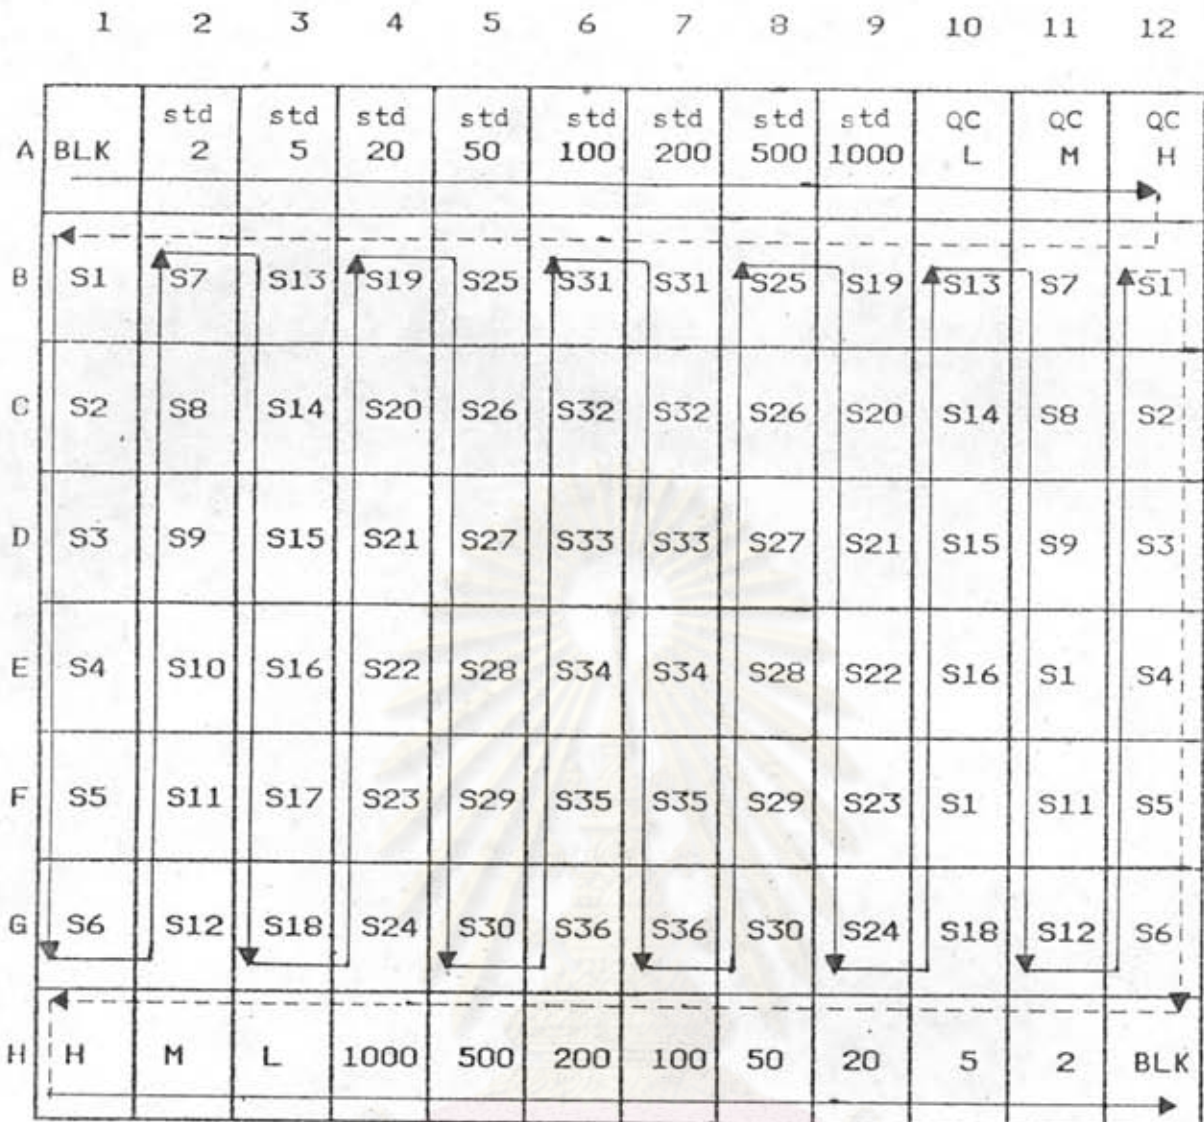 1 2 3 4 5 6 7 8 9 10 11 12
std std std std std std std std QC QC QC
A BLK 2 5 20 50 100 200 500 1000 L M H
B S1 S7 S13 S19 S25 S31 S31 S25 S19 S13 S7 S1
C S2 S8 S14 S20 S26 S32 S32 S26 S20 S14 S8 S2
D S3 S9 S15 S21 S27 S33 S33 S27 S21 S15 S9 S3
E S4 S10 S16 S22 S28 S34 S34 S28 S22 S16 S1 S4
F S5 S11 S17 S23 S29 S35 S35 S29 S23 S1 S11 S5
G S6 S12 S18 S24 S30 S36 S36 S30 S24 S18 S12 S6
H H M L 1000 500 200 100 50 20 5 2 BLK